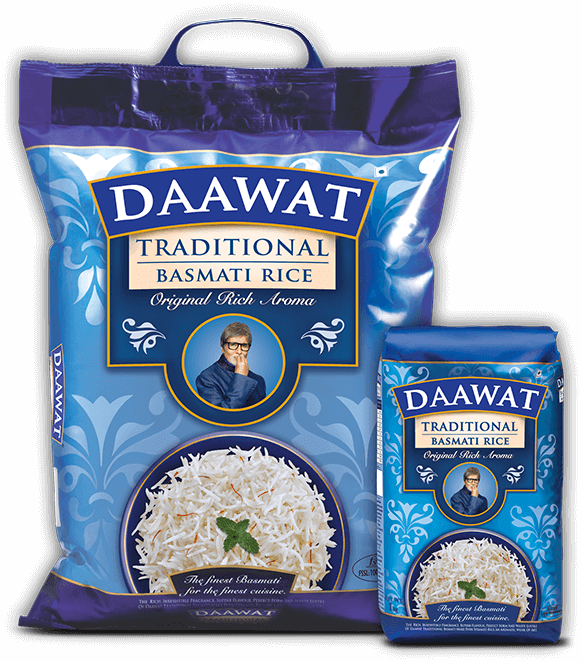 DAAWAT
TRADITIONAL
BASMATI RICE
Original Rich Aroma
The finest Basmati
for the finest cuisine.
DAAWAT
DAAWAT
DAAWAT
TRADITIONAL
BASMATI RICE
Original Rich Aroma
The finest Basmati
for the finest cuisine.